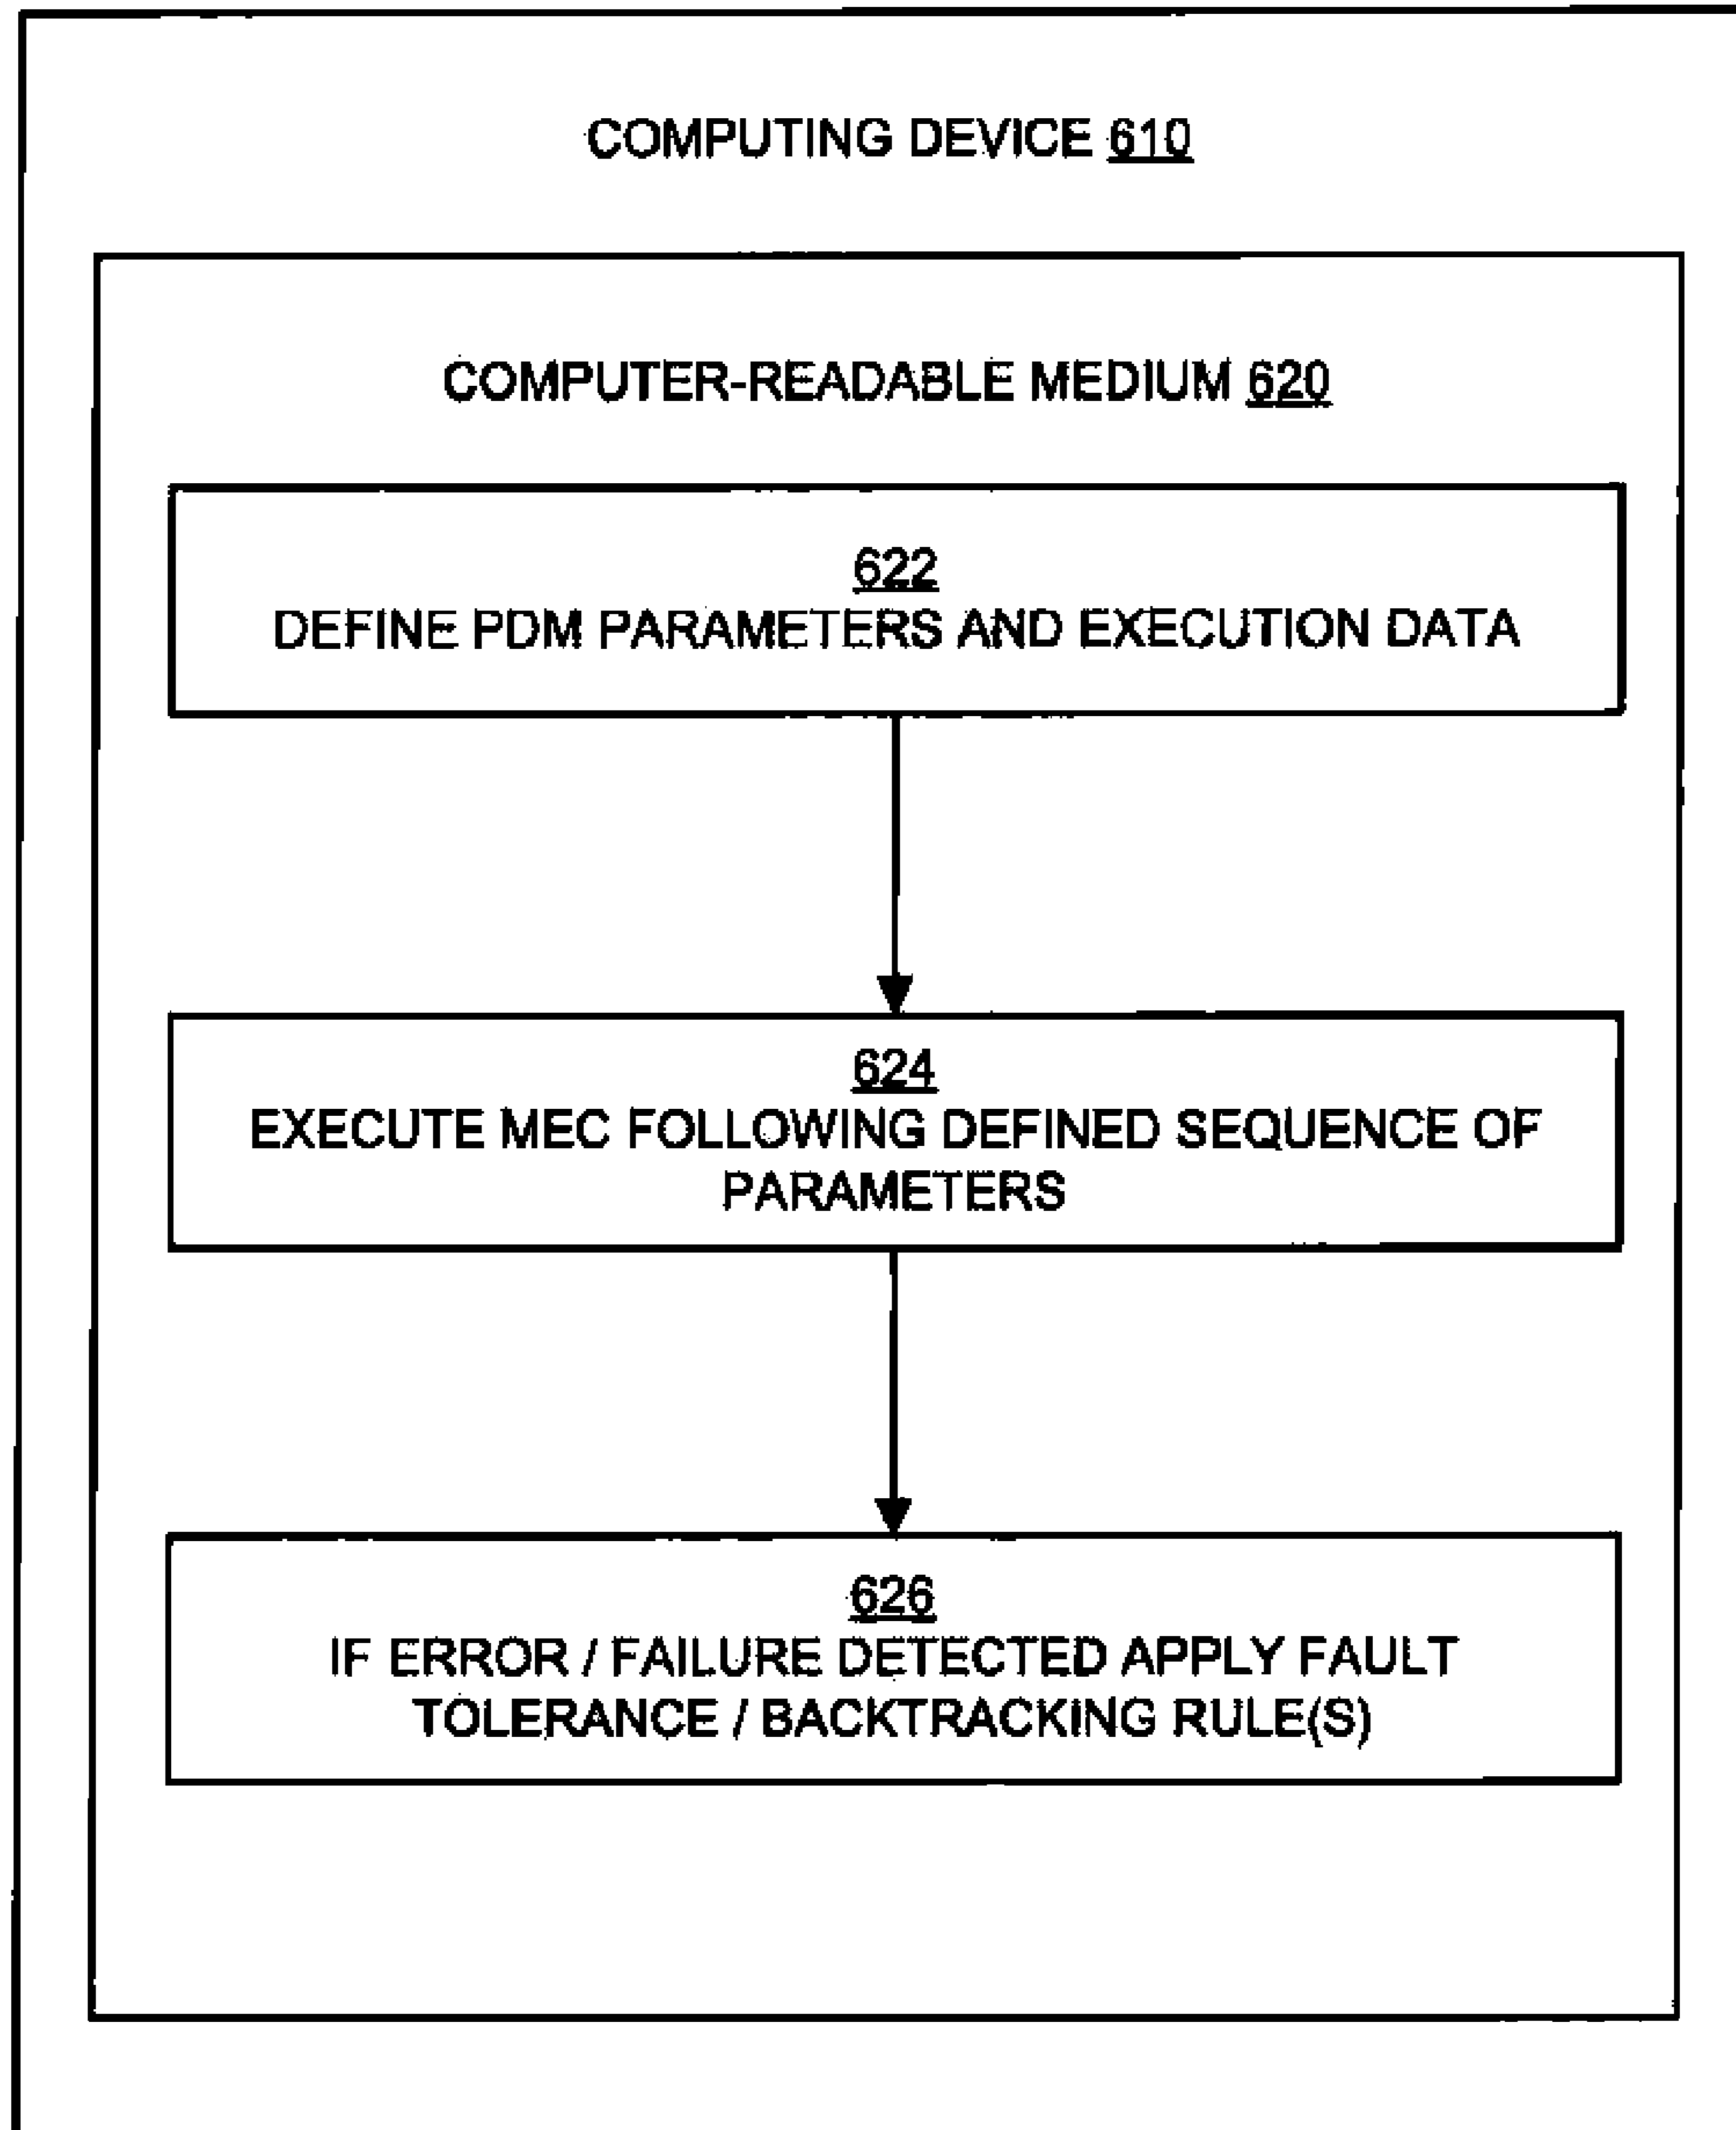 COMPUTING DEVICE 610
COMPUTER-READABLE MEDIUM 620
622
DEFINE PDM PARAMETERS AND EXECUTION DATA
624
EXECUTE MEC FOLLOWING DEFINED SEQUENCE OF
PARAMETERS
626
IF ERROR / FAILURE DETECTED APPLY FAULT
TOLERANCE / BACKTRACKING RULE(S)